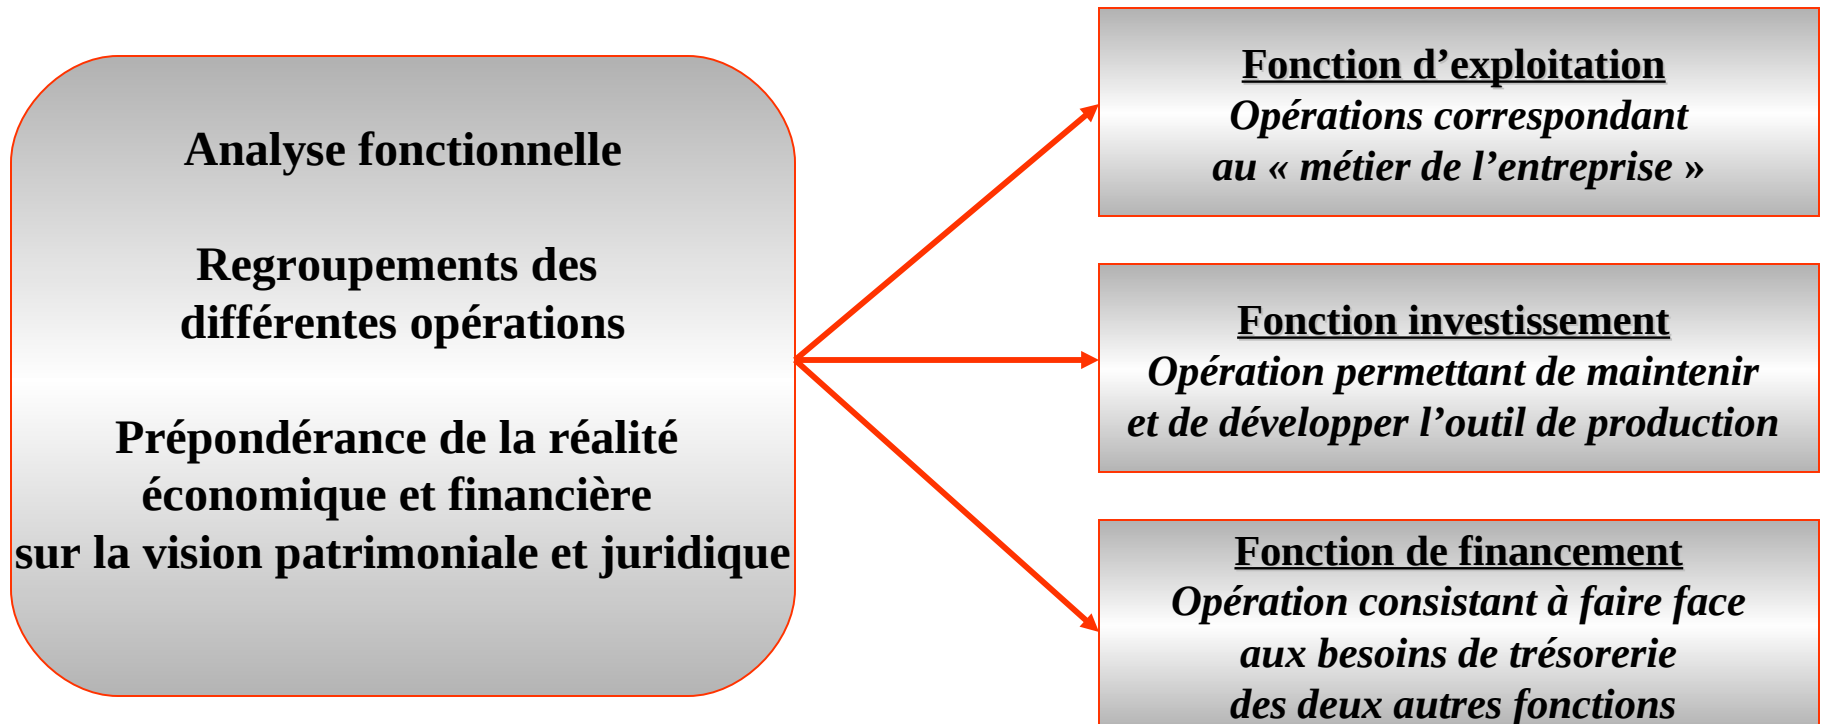 Analyse fonctionnelle
Regroupements des
différentes opérations
Prépondérance de la réalité
économique et financière
sur la vision patrimoniale et juridique
Fonction d’exploitation
Opérations correspondant
au « métier de l’entreprise »
Fonction investissement
Opération permettant de maintenir
et de développer l’outil de production
Fonction de financement
Opération consistant à faire face
aux besoins de trésorerie
des deux autres fonctions